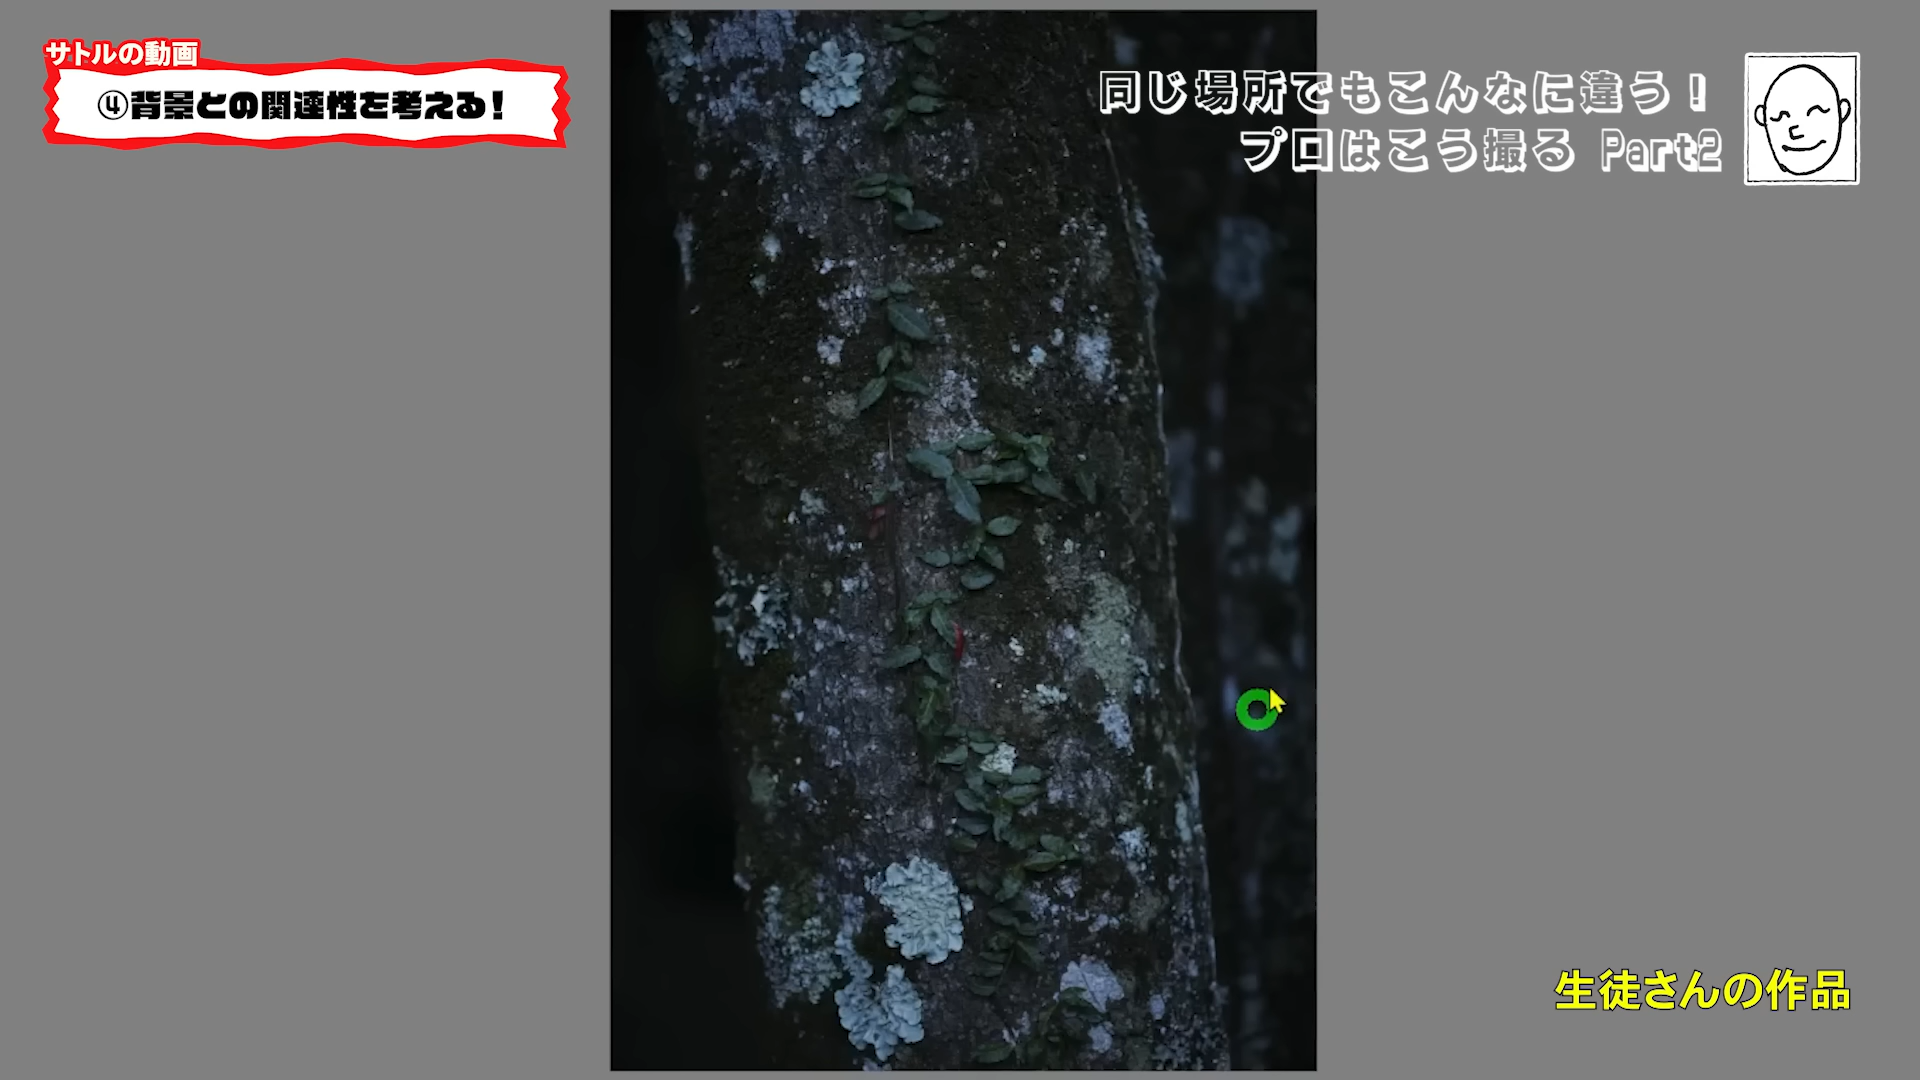 サトルの動画
④背景との関連性を考える!
同じ場所でもこんなに違う!
プロはこう撮る Part2
生徒さんの作品